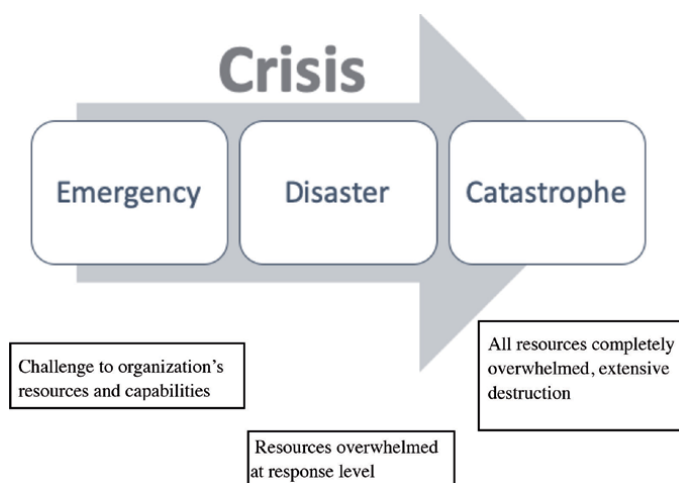 Crisis
Emergency
Disaster
Catastrophe
Challenge to organization's
resources and capabilities
Resources overwhelmed
at response level
All resources completely
overwhelmed, extensive
destruction